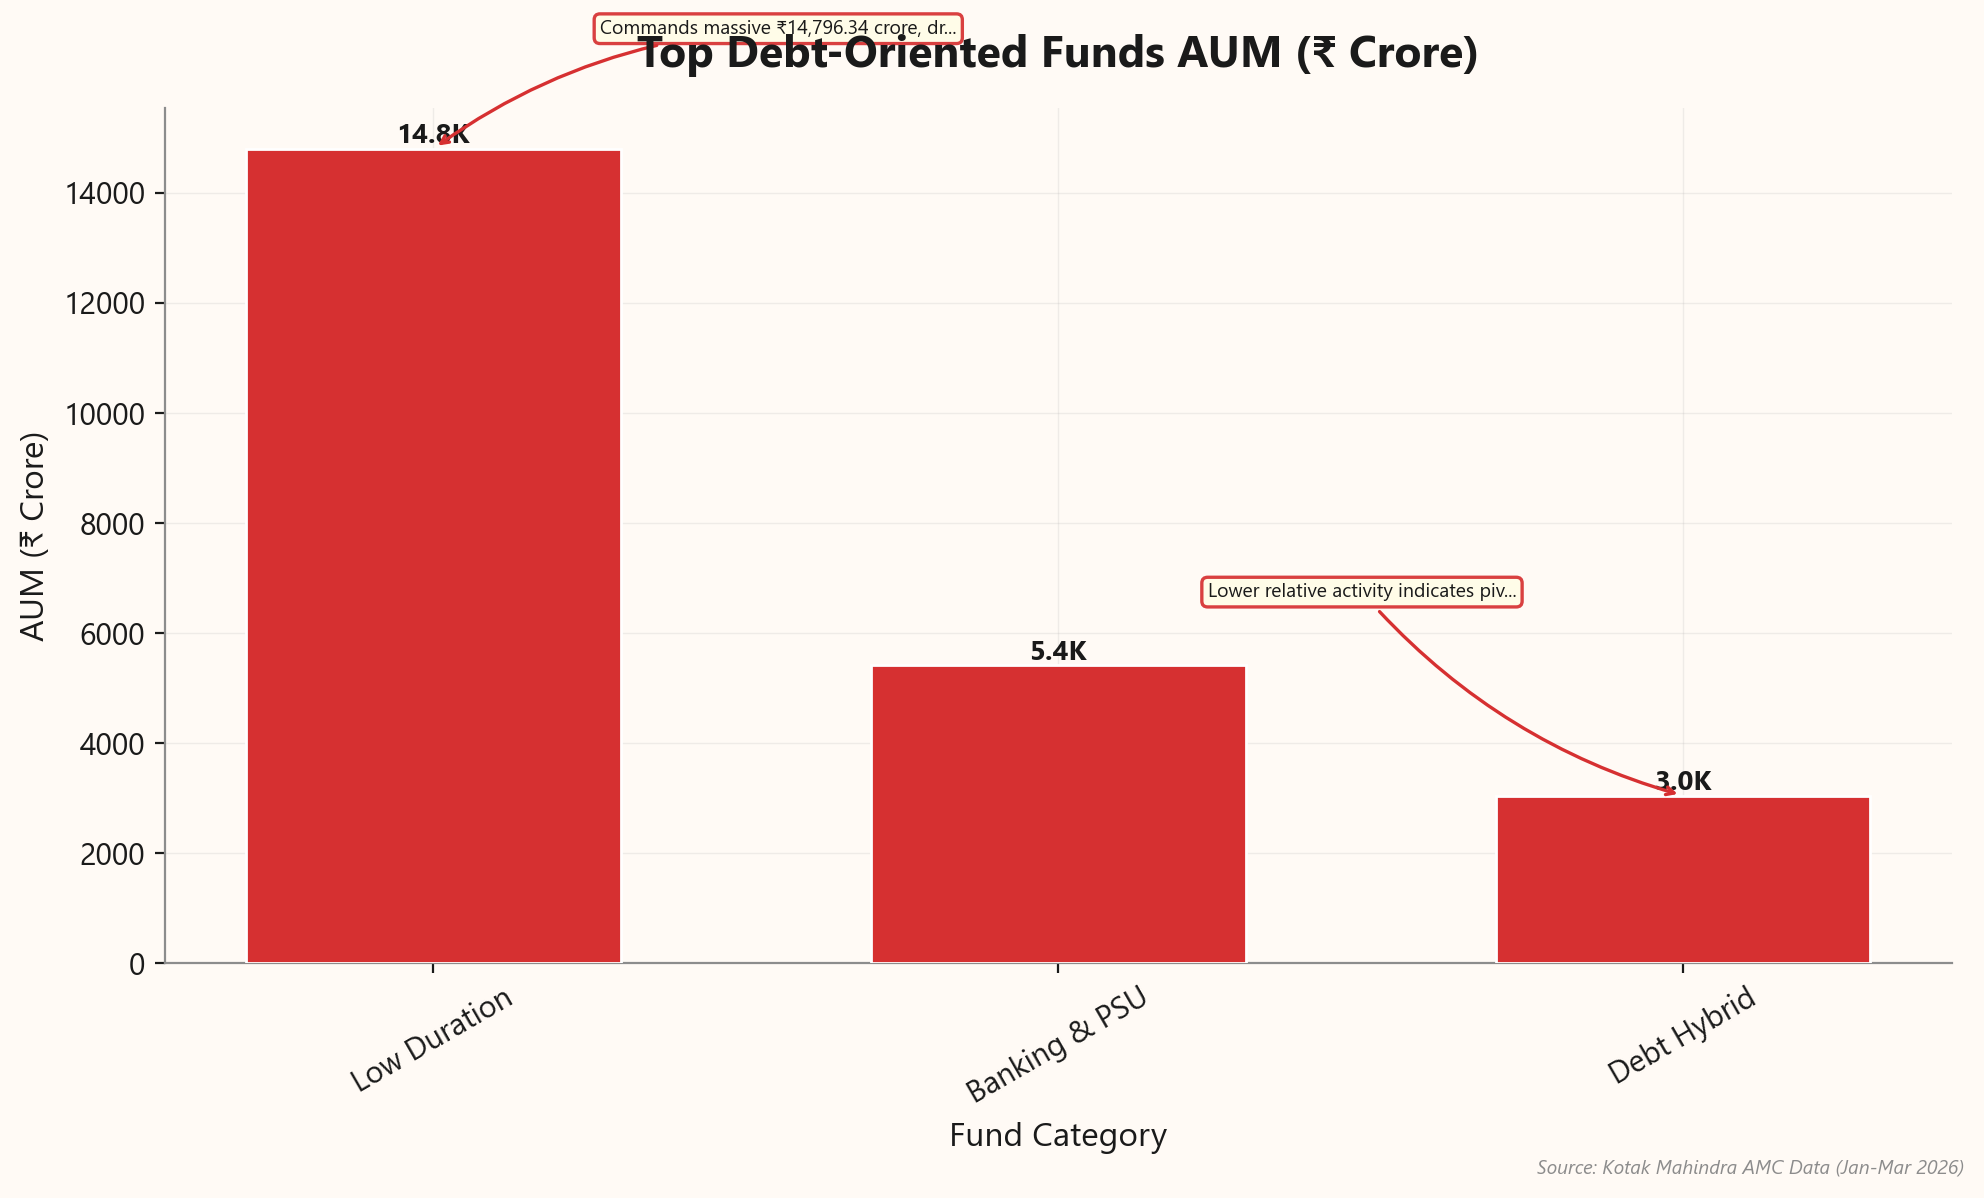 Commands massive ₹14,796.34 crore, dr...
Top Debt-Oriented Funds AUM (₹ Crore)
14.8K
14000
12000
10000
8000
6000
4000
2000
0
AUM (₹ Crore)
Lower relative activity indicates piv...
5.4K
3.0K
Low Duration
Banking & PSU
Debt Hybrid
Fund Category
Source: Kotak Mahindra AMC Data (Jan-Mar 2026)